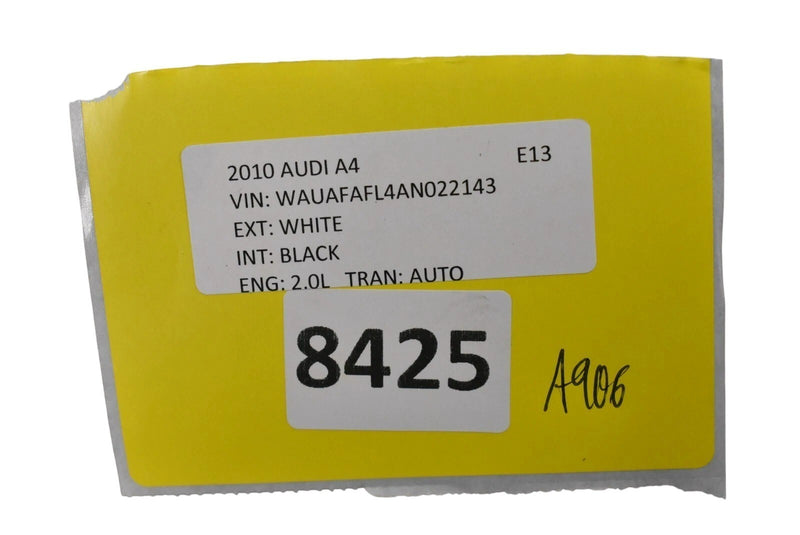 2010 AUDI A4 E13
VIN: WAUAFAFL4AN022143
EXT: WHITE
INT: BLACK
ENG: 2.0L TRAN: AUTO
8425
A906